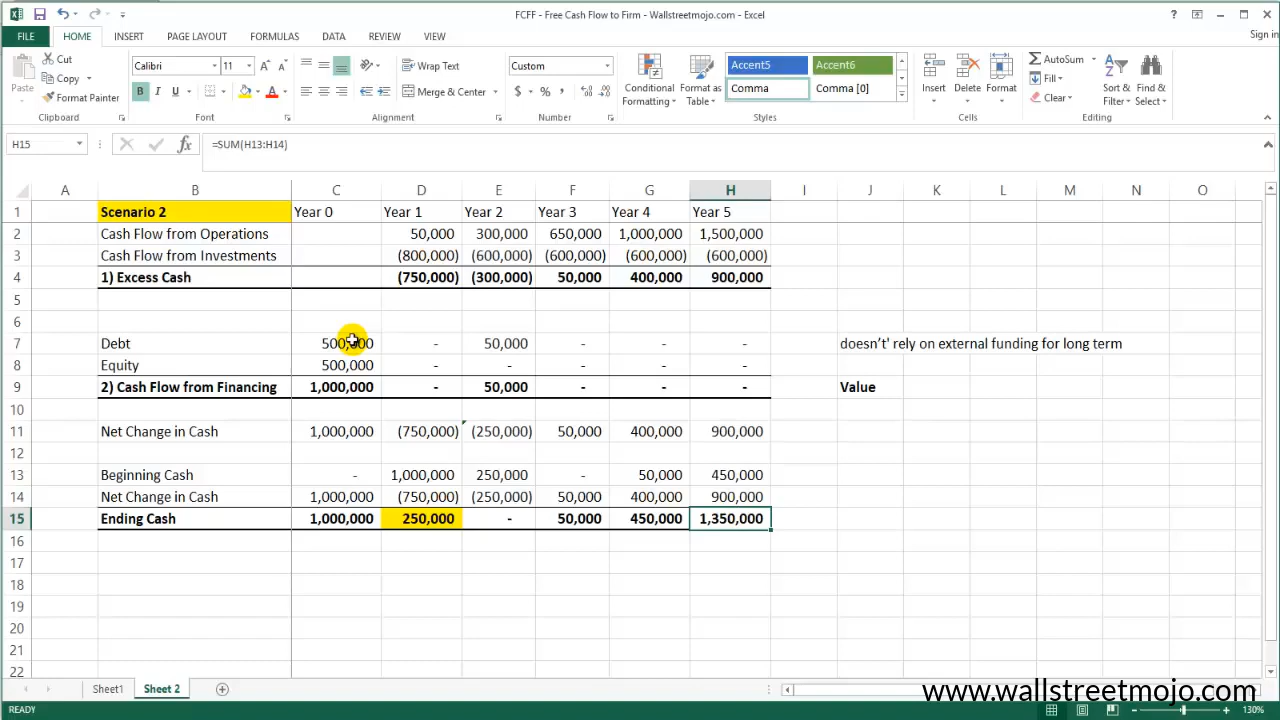 FCFF - Free Cash Flow to Firm - Wallstreetmojo.com - Excel
Sign in
FILE HOME INSERT PAGE LAYOUT FORMULAS DATA REVIEW VIEW
Paste
Cut
Copy
Format Painter
Clipboard
Calibri 11
B I U
Font
Wrap Text
Merge & Center
Alignment
Custom
$ % ,
Number
Conditional Formatting
Format as Table
Accent5 Accent6
Comma Comma [0]
Styles
Insert Delete Format
Cells
AutoSum
Fill
Clear
Sort & Filter
Find & Select
Editing
H15 fx =SUM(H13:H14)
A B C D E F G H I J K L M N O
1 Scenario 2 Year 0 Year 1 Year 2 Year 3 Year 4 Year 5
2 Cash Flow from Operations 50,000 300,000 650,000 1,000,000 1,500,000
3 Cash Flow from Investments (800,000) (600,000) (600,000) (600,000) (600,000)
4 1) Excess Cash (750,000) (300,000) 50,000 400,000 900,000
5
6
7 Debt 500,000 - 50,000 - - - doesn't' rely on external funding for long term
8 Equity 500,000 - - - - -
9 2) Cash Flow from Financing 1,000,000 - 50,000 - - - Value
10
11 Net Change in Cash 1,000,000 (750,000) (250,000) 50,000 400,000 900,000
12
13 Beginning Cash - 1,000,000 250,000 - 50,000 450,000
14 Net Change in Cash 1,000,000 (750,000) (250,000) 50,000 400,000 900,000
15 Ending Cash 1,000,000 250,000 - 50,000 450,000 1,350,000
16
17
18
19
20
21
22
Sheet1 Sheet 2
www.wallstreetmojo.com
READY 130%